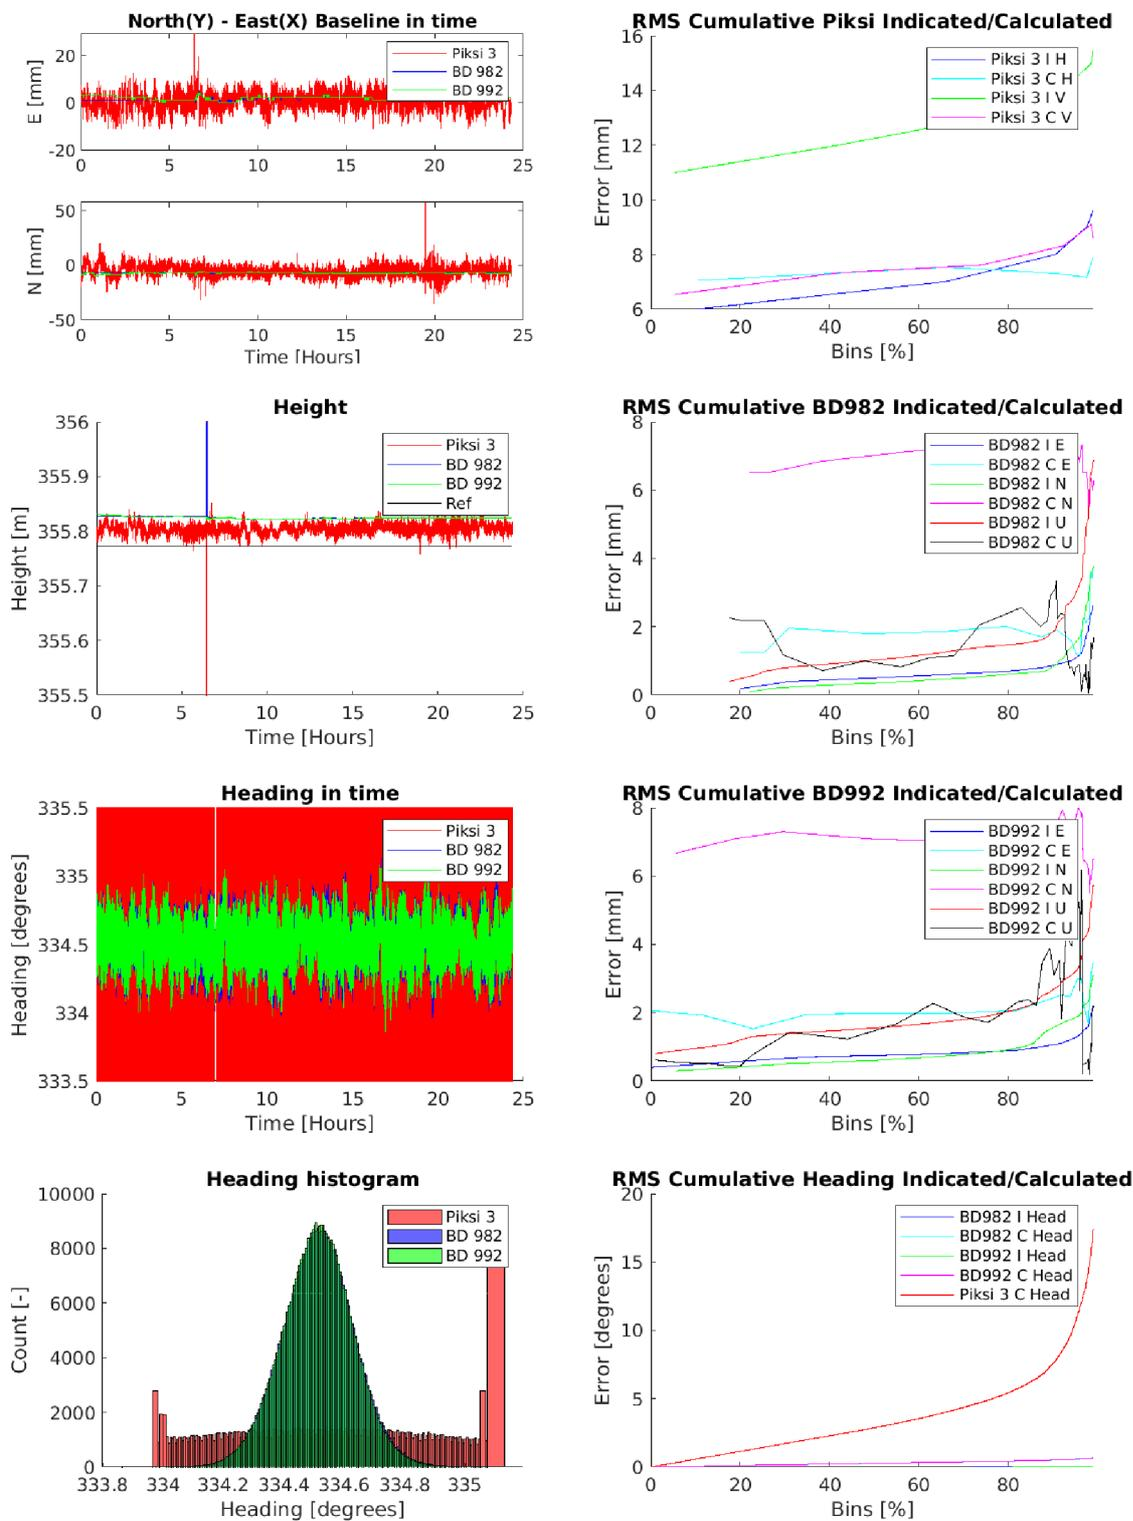 North(Y) - East(X) Baseline in time
E [mm]
20
0
-20
Piksi 3
BD 982
BD 992
0 5 10 15 20 25
Time [Hours]
N [mm]
50
0
-50
0 5 10 15 20 25
Time [Hours]
RMS Cumulative Piksi Indicated/Calculated
Error [mm]
16
14
12
10
8
6
Piksi 3 I H
Piksi 3 C H
Piksi 3 I V
Piksi 3 C V
0 20 40 60 80
Bins [%]
Height
Height [m]
356
355.9
355.8
355.7
355.6
355.5
Piksi 3
BD 982
BD 992
Ref
0 5 10 15 20 25
Time [Hours]
RMS Cumulative BD982 Indicated/Calculated
Error [mm]
8
6
4
2
0
BD982 I E
BD982 C E
BD982 I N
BD982 C N
BD982 I U
BD982 C U
0 20 40 60 80
Bins [%]
Heading in time
Heading [degrees]
335.5
335
334.5
334
333.5
Piksi 3
BD 982
BD 992
0 5 10 15 20 25
Time [Hours]
RMS Cumulative BD992 Indicated/Calculated
Error [mm]
8
6
4
2
0
BD992 I E
BD992 C E
BD992 I N
BD992 C N
BD992 I U
BD992 C U
0 20 40 60 80
Bins [%]
Heading histogram
Count [-]
10000
8000
6000
4000
2000
0
Piksi 3
BD 982
BD 992
333.8 334 334.2 334.4 334.6 334.8 335
Heading [degrees]
RMS Cumulative Heading Indicated/Calculated
Error [degrees]
20
15
10
5
0
BD982 I Head
BD982 C Head
BD992 I Head
BD992 C Head
Piksi 3 C Head
0 20 40 60 80
Bins [%]